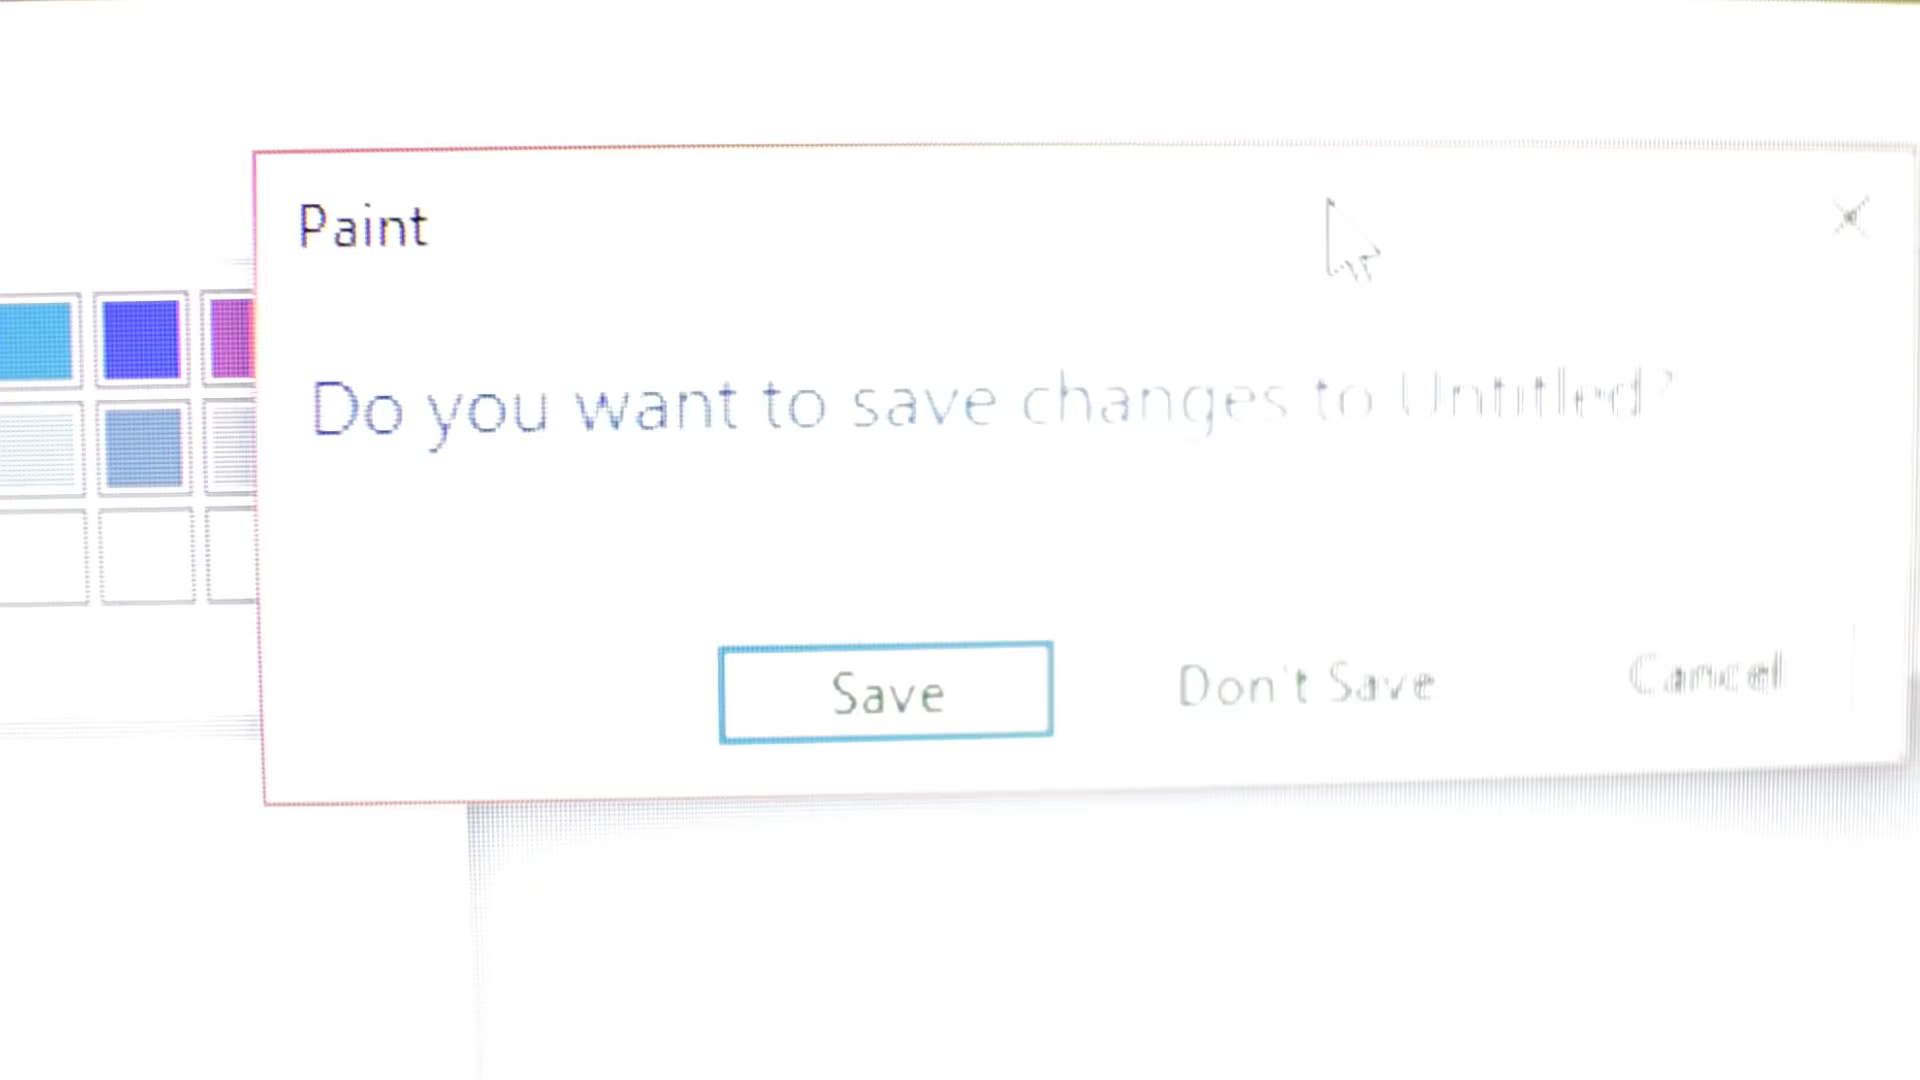 Paint
Do you want to save changes to Untitled?
Save
Don't Save
Cancel